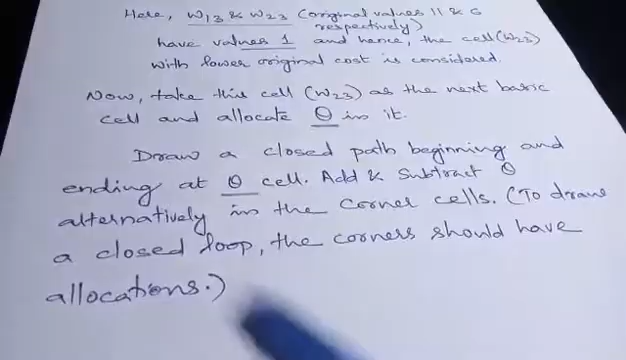 Here, W13 & W23 (original values 11 & 6
respectively)
have values 1 and hence, the cell (W23)
with lower original cost is considered.
Now, take this cell (W23) as the next basic
cell and allocate θ in it.
Draw a closed path beginning and
ending at θ cell. Add & Subtract θ
alternatively in the corner cells. (To draw
a closed loop, the corners should have
allocations.)